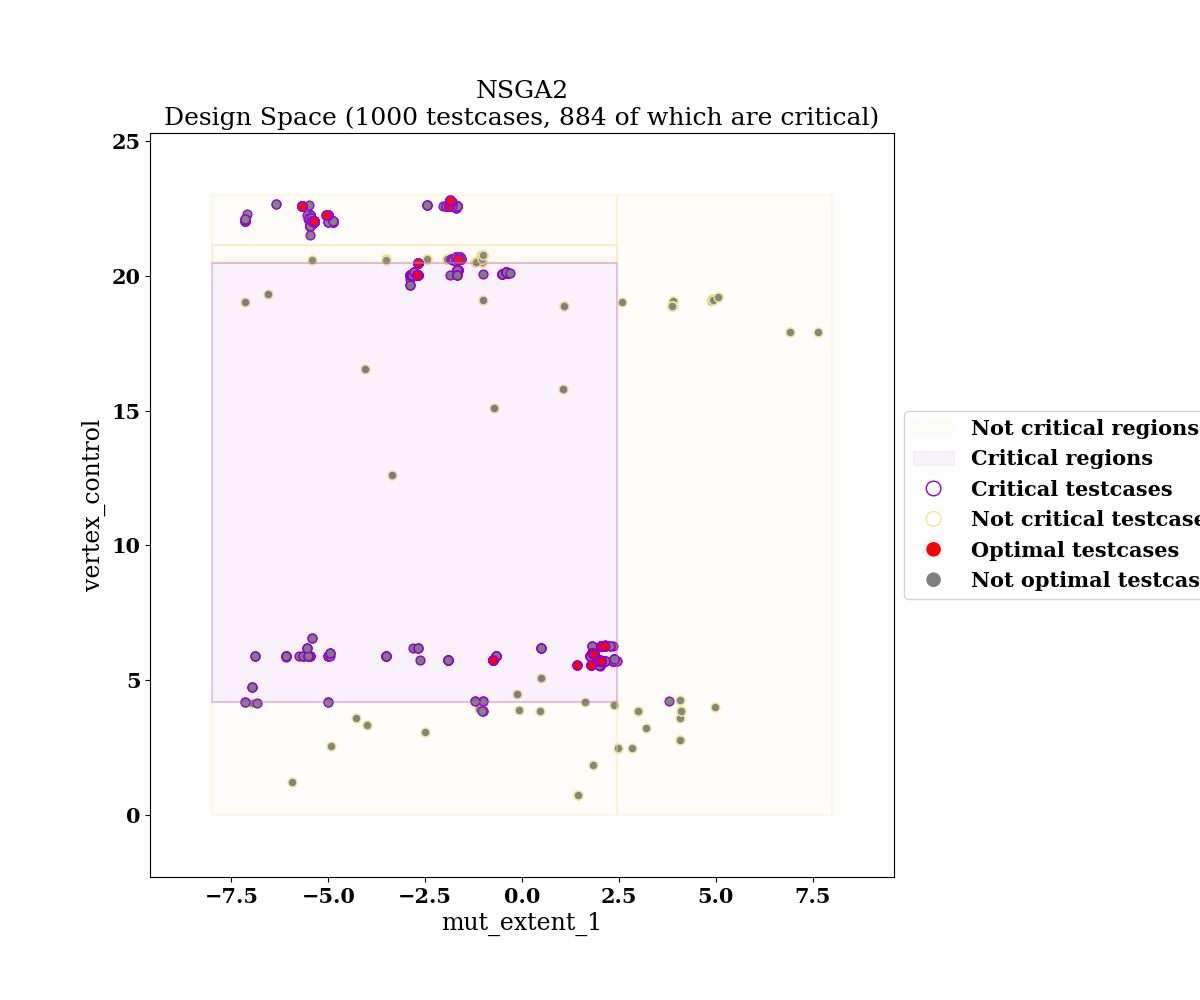 NSGA2
Design Space (1000 testcases, 884 of which are critical)
25
20
15
10
5
0
vertex_control
−7.5 −5.0 −2.5 0.0 2.5 5.0 7.5
mut_extent_1
Not critical regions
Critical regions
Critical testcases
Not critical testcase
Optimal testcases
Not optimal testcas